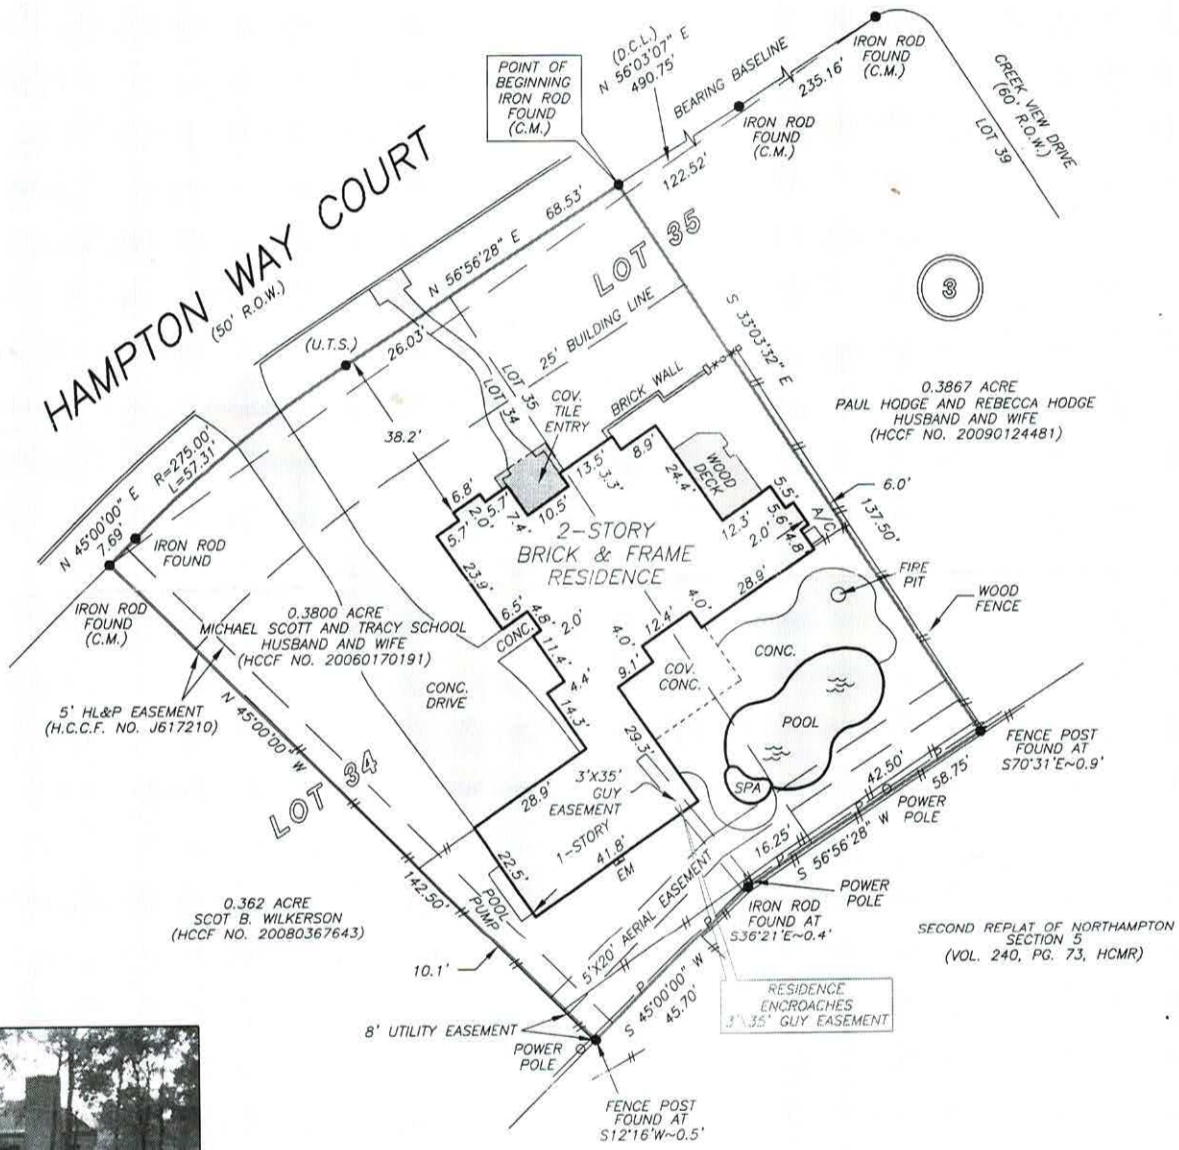 (D.C.L.)
N 56°03'07" E
490.75'
POINT OF
BEGINNING
IRON ROD
FOUND
(C.M.)
BEARING BASELINE
235.16'
IRON ROD
FOUND
(C.M.)
IRON ROD
FOUND
(C.M.)
CREEK VIEW DRIVE
(60' R.O.W.)
LOT 39
122.52'
HAMPTON WAY COURT
(50' R.O.W.)
68.53'
N 56°56'28" E
26.03'
(U.T.S.)
LOT 35
25' BUILDING LINE
LOT 35
LOT 34
S 33°03'32" E
3
0.3867 ACRE
PAUL HODGE AND REBECCA HODGE
HUSBAND AND WIFE
(HCCF NO. 20090124481)
COV.
TILE
ENTRY
BRICK WALL
38.2'
R=275.00'
L=57.31'
N 45°00'00" E
7.69'
IRON ROD
FOUND
IRON ROD
FOUND
(C.M.)
6.8'
2.0'
5.7'
7.4'
10.5'
13.5'
3.3'
8.9'
24.4'
WOOD
DECK
12.3'
2.0'
5.5'
5.6'
4.8'
A/C
6.0'
137.50'
2-STORY
BRICK & FRAME
RESIDENCE
5.7'
23.9'
6.5'
CONC.
4.8'
2.0'
11.4'
4.4'
14.3'
28.9'
4.0'
12.4'
4.0'
9.1'
28.9'
FIRE
PIT
WOOD
FENCE
0.3800 ACRE
MICHAEL SCOTT AND TRACY SCHOOL
HUSBAND AND WIFE
(HCCF NO. 20060170191)
5' HL&P EASEMENT
(H.C.C.F. NO. J617210)
N 45°00'00" W
CONC.
DRIVE
COV.
CONC.
CONC.
POOL
SPA
29.3'
3'X35'
GUY
EASEMENT
LOT 34
1-STORY
41.8'
EM
22.5'
POOL
PUMP
142.50'
10.1'
42.50'
58.75'
POWER
POLE
S 56°56'28" W
16.25'
FENCE POST
FOUND AT
S70°31'E~0.9'
POWER
POLE
IRON ROD
FOUND AT
S36°21'E~0.4'
5'X20' AERIAL EASEMENT
0.362 ACRE
SCOT B. WILKERSON
(HCCF NO. 20080367643)
SECOND REPLAT OF NORTHAMPTON
SECTION 5
(VOL. 240, PG. 73, HCMR)
RESIDENCE
ENCROACHES
3'X35' GUY EASEMENT
S 45°00'00" W
45.70'
8' UTILITY EASEMENT
POWER
POLE
FENCE POST
FOUND AT
S12°16'W~0.5'